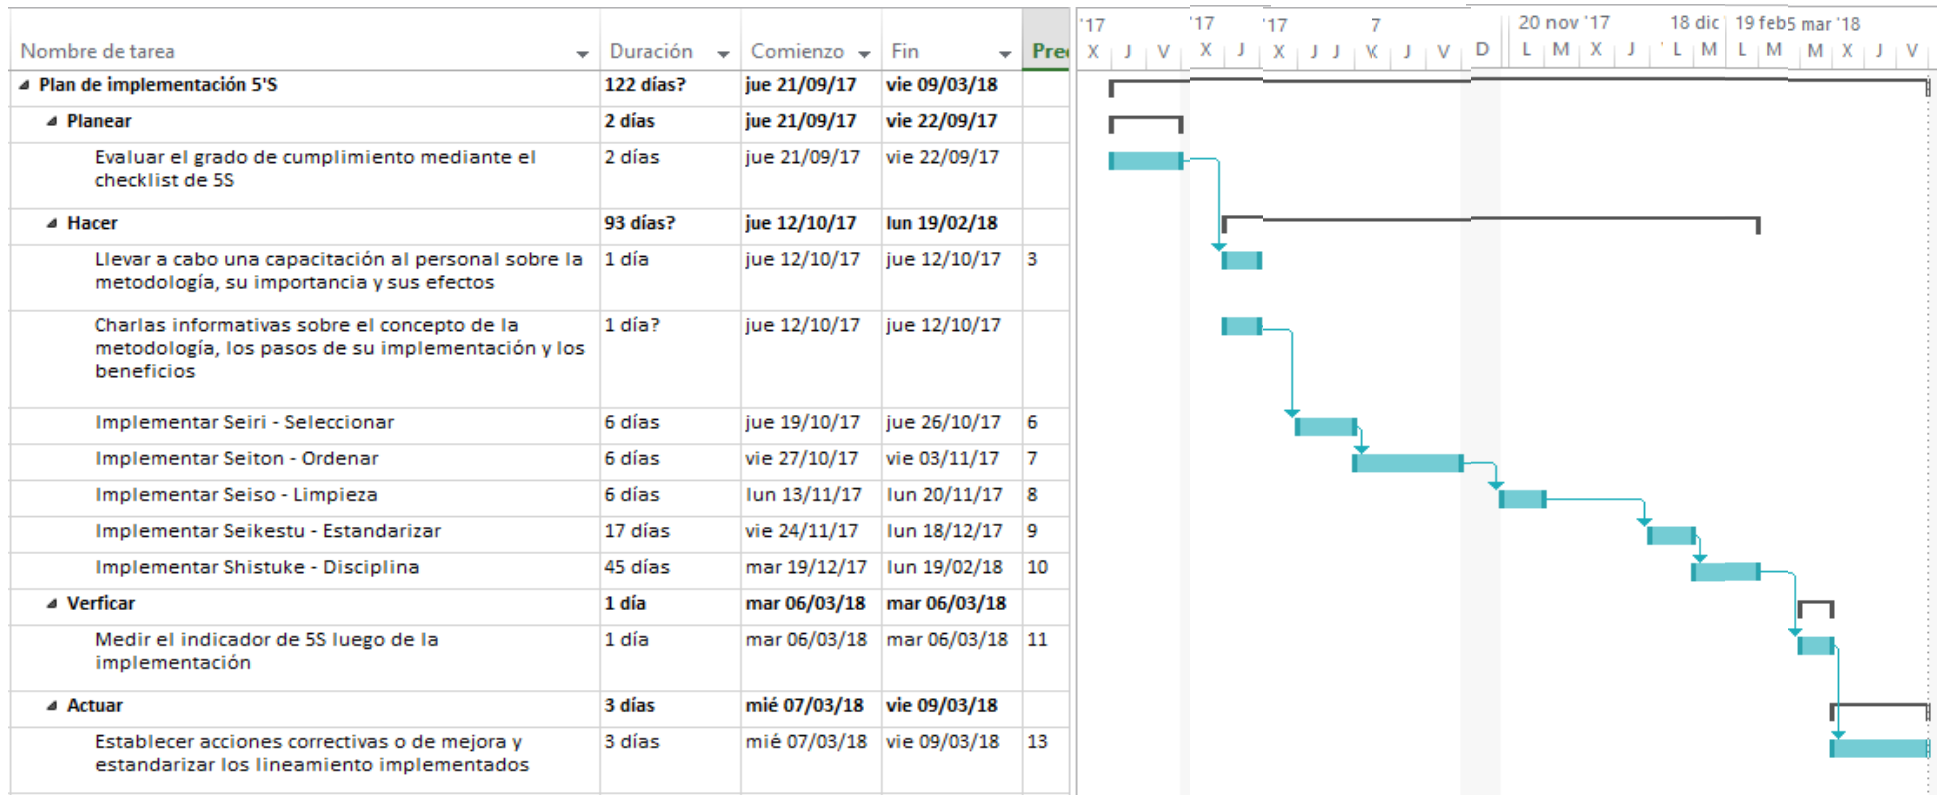 '17 '17 '17 7 20 nov '17 18 dic 19 feb 5 mar '18
Nombre de tarea Duración Comienzo Fin Pre
X J V X J X J J V J V D L M X J L M L M M X J V
Plan de implementación 5'S 122 días? jue 21/09/17 vie 09/03/18
Planear 2 días jue 21/09/17 vie 22/09/17
Evaluar el grado de cumplimiento mediante el 2 días jue 21/09/17 vie 22/09/17
checklist de 5S
Hacer 93 días? jue 12/10/17 lun 19/02/18
Llevar a cabo una capacitación al personal sobre la 1 día jue 12/10/17 jue 12/10/17 3
metodología, su importancia y sus efectos
Charlas informativas sobre el concepto de la 1 día? jue 12/10/17 jue 12/10/17
metodología, los pasos de su implementación y los
beneficios
Implementar Seiri - Seleccionar 6 días jue 19/10/17 jue 26/10/17 6
Implementar Seiton - Ordenar 6 días vie 27/10/17 vie 03/11/17 7
Implementar Seiso - Limpieza 6 días lun 13/11/17 lun 20/11/17 8
Implementar Seikestu - Estandarizar 17 días vie 24/11/17 lun 18/12/17 9
Implementar Shistuke - Disciplina 45 días mar 19/12/17 lun 19/02/18 10
Verficar 1 día mar 06/03/18 mar 06/03/18
Medir el indicador de 5S luego de la 1 día mar 06/03/18 mar 06/03/18 11
implementación
Actuar 3 días mié 07/03/18 vie 09/03/18
Establecer acciones correctivas o de mejora y 3 días mié 07/03/18 vie 09/03/18 13
estandarizar los lineamiento implementados